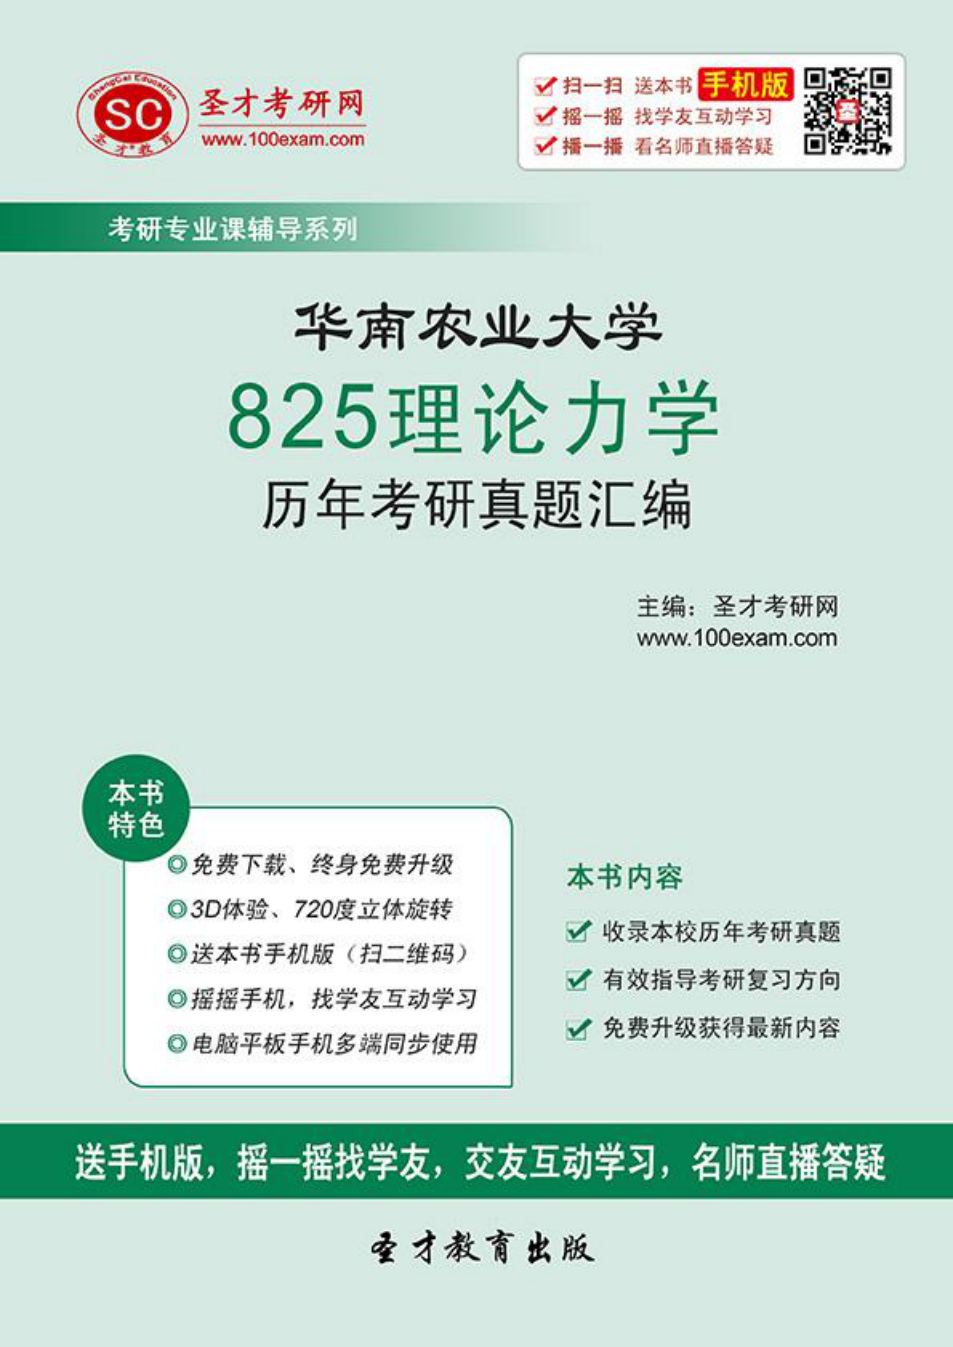 ShengCai Education
SC
圣才教育
圣才考研网
www.100exam.com
扫一扫 送本书 手机版
摇一摇 找学友互动学习
播一播 看名师直播答疑
圣
考研专业课辅导系列
华南农业大学
825理论力学
历年考研真题汇编
主编：圣才考研网
www.100exam.com
本书
特色
◎免费下载、终身免费升级
◎3D体验、720度立体旋转
◎送本书手机版（扫二维码）
◎摇摇手机，找学友互动学习
◎电脑平板手机多端同步使用
本书内容
收录本校历年考研真题
有效指导考研复习方向
免费升级获得最新内容
送手机版，摇一摇找学友，交友互动学习，名师直播答疑
圣才教育出版